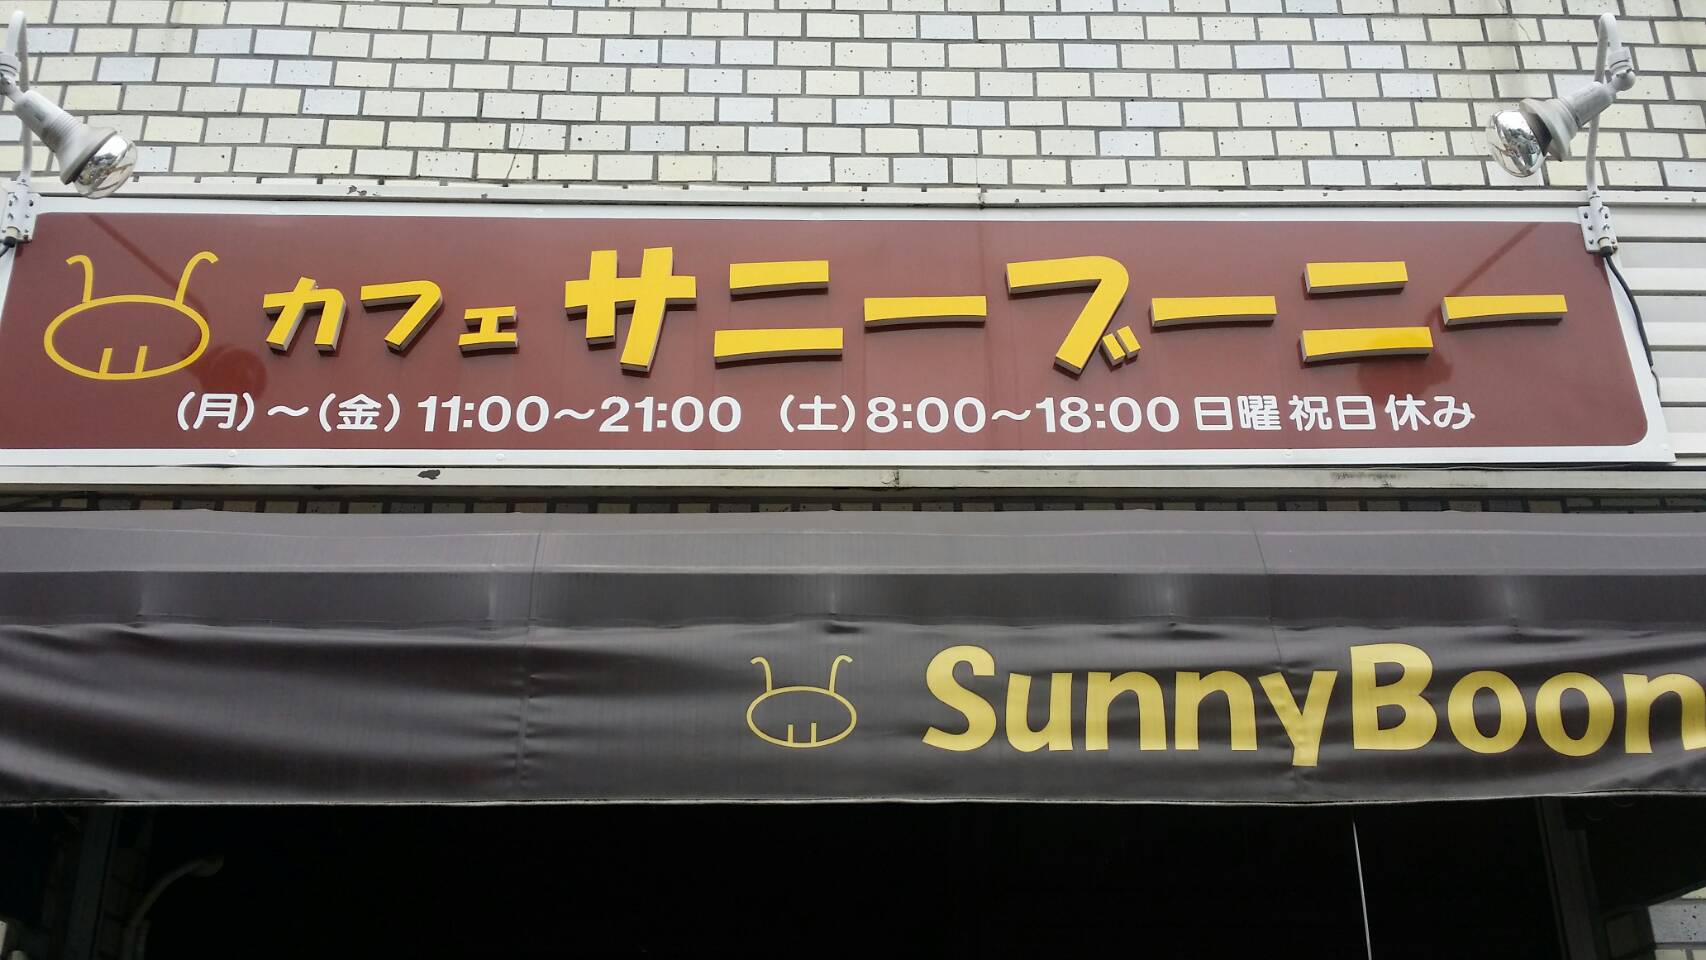 カフェ サニーブーニー
(月)～(金) 11:00～21:00 (土) 8:00～18:00 日曜祝日休み
SunnyBoon